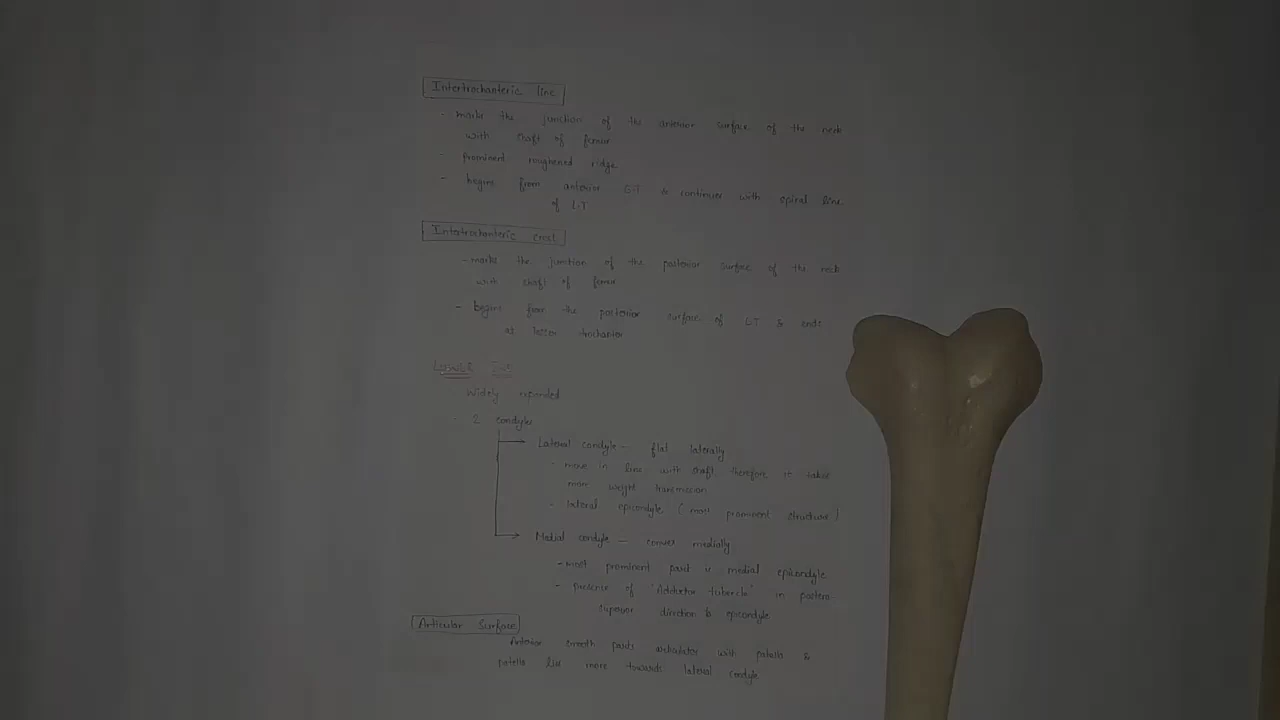 Intertrochanteric line
- marks the junction of the anterior surface of the neck
with shaft of femur
- prominent roughened ridge
- begins from anterior G.T & continues with spiral line
of L.T
Intertrochanteric crest
- marks the junction of the posterior surface of the neck
with shaft of femur
- begins from the posterior surface of GT & ends
at lesser trochanter
LOWER END
Widely expanded
- 2 condyles
Lateral condyle - flat laterally
- more in line with shaft therefore it takes
more weight transmission
- lateral epicondyle (most prominent structure)
Medial condyle - convex medially
- most prominent part is medial epicondyle
- presence of 'Adductor tubercle' in postero-
superior direction to epicondyle
Articular Surface
Anterior smooth parts articulates with patella &
patella lies more towards lateral condyle